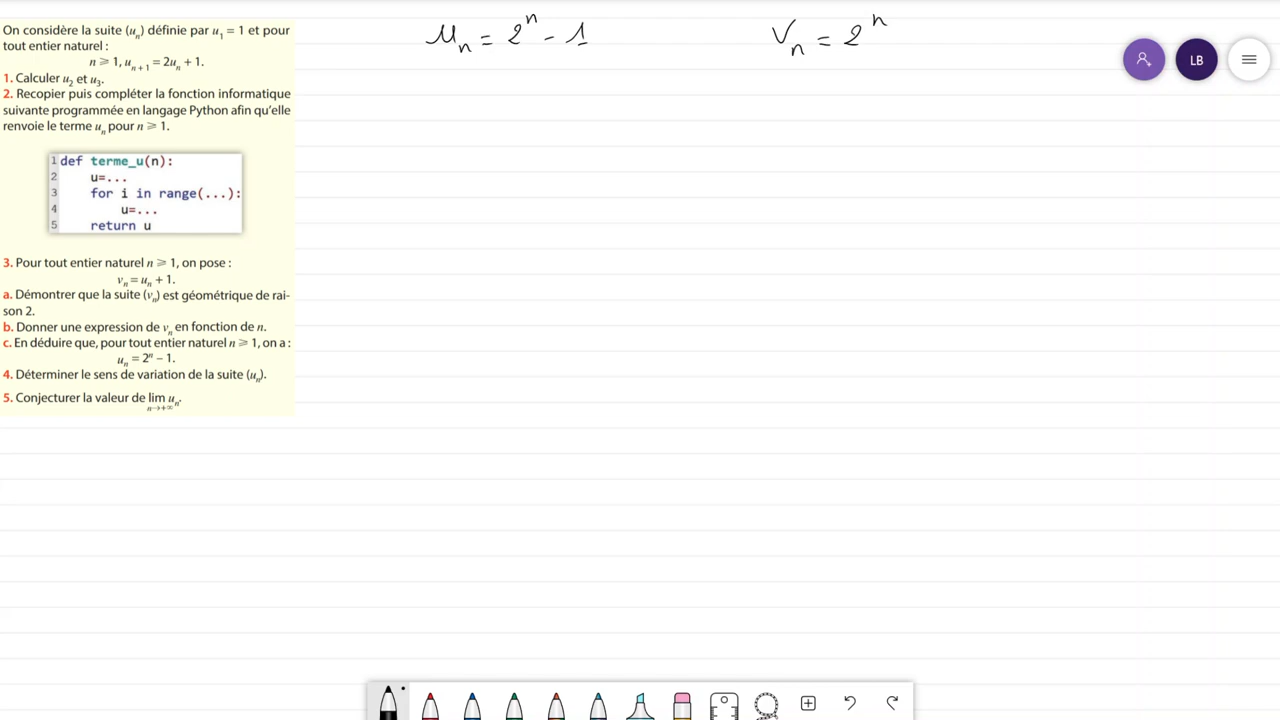 On considère la suite (uₙ) définie par u₁ = 1 et pour
tout entier naturel :
n ⩾ 1, uₙ₊₁ = 2uₙ + 1.
1. Calculer u₂ et u₃.
2. Recopier puis compléter la fonction informatique
suivante programmée en langage Python afin qu'elle
renvoie le terme uₙ pour n ⩾ 1.
1 def terme_u(n):
2 u=...
3 for i in range(...):
4 u=...
5 return u
3. Pour tout entier naturel n ⩾ 1, on pose :
vₙ = uₙ + 1.
a. Démontrer que la suite (vₙ) est géométrique de rai-
son 2.
b. Donner une expression de vₙ en fonction de n.
c. En déduire que, pour tout entier naturel n ⩾ 1, on a :
uₙ = 2ⁿ – 1.
4. Déterminer le sens de variation de la suite (uₙ).
5. Conjecturer la valeur de lim uₙ.
n→+∞
uₙ = 2ⁿ - 1
Vₙ = 2ⁿ
LB